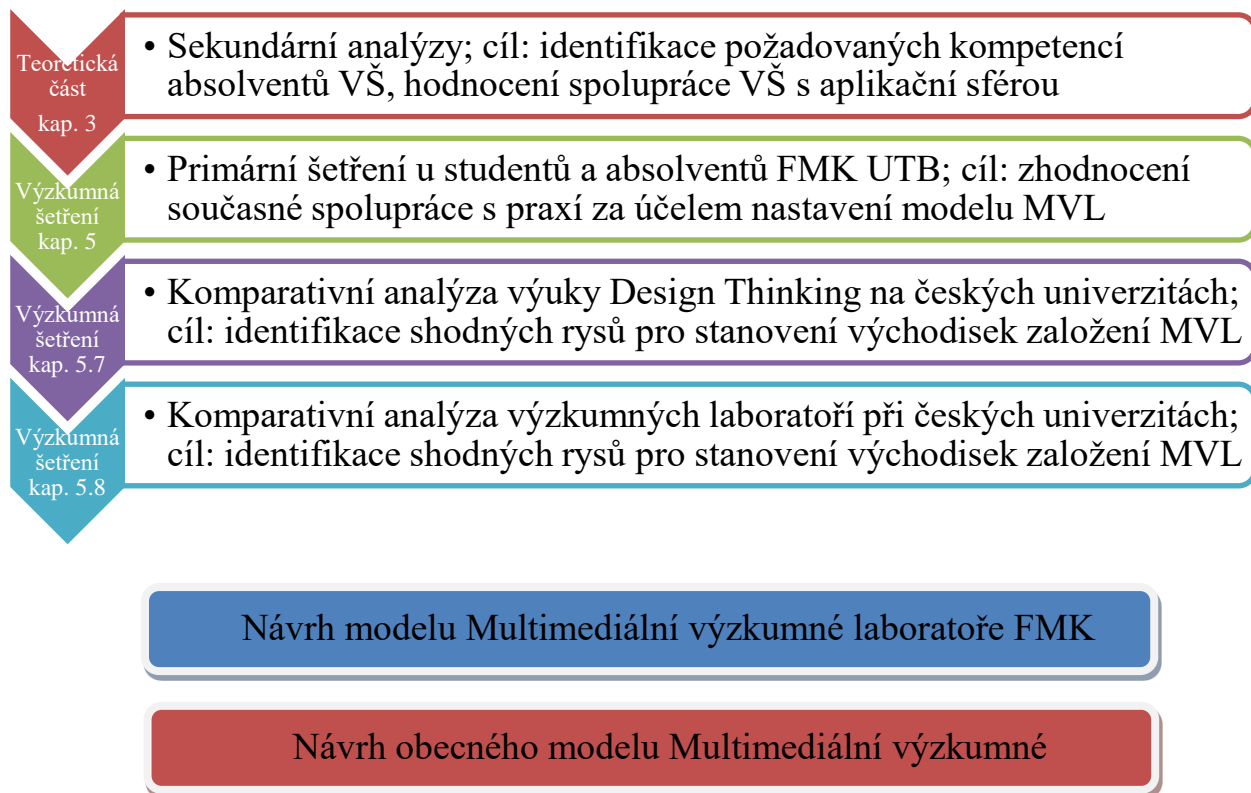 Teoretická
část
kap. 3
• Sekundární analýzy; cíl: identifikace požadovaných kompetencí
absolventů VŠ, hodnocení spolupráce VŠ s aplikační sférou
Výzkumná
šetření
kap. 5
• Primární šetření u studentů a absolventů FMK UTB; cíl: zhodnocení
současné spolupráce s praxí za účelem nastavení modelu MVL
Výzkumná
šetření
kap. 5.7
• Komparativní analýza výuky Design Thinking na českých univerzitách;
cíl: identifikace shodných rysů pro stanovení východisek založení MVL
Výzkumná
šetření
kap. 5.8
• Komparativní analýza výzkumných laboratoří při českých univerzitách;
cíl: identifikace shodných rysů pro stanovení východisek založení MVL
Návrh modelu Multimediální výzkumné laboratoře FMK
Návrh obecného modelu Multimediální výzkumné